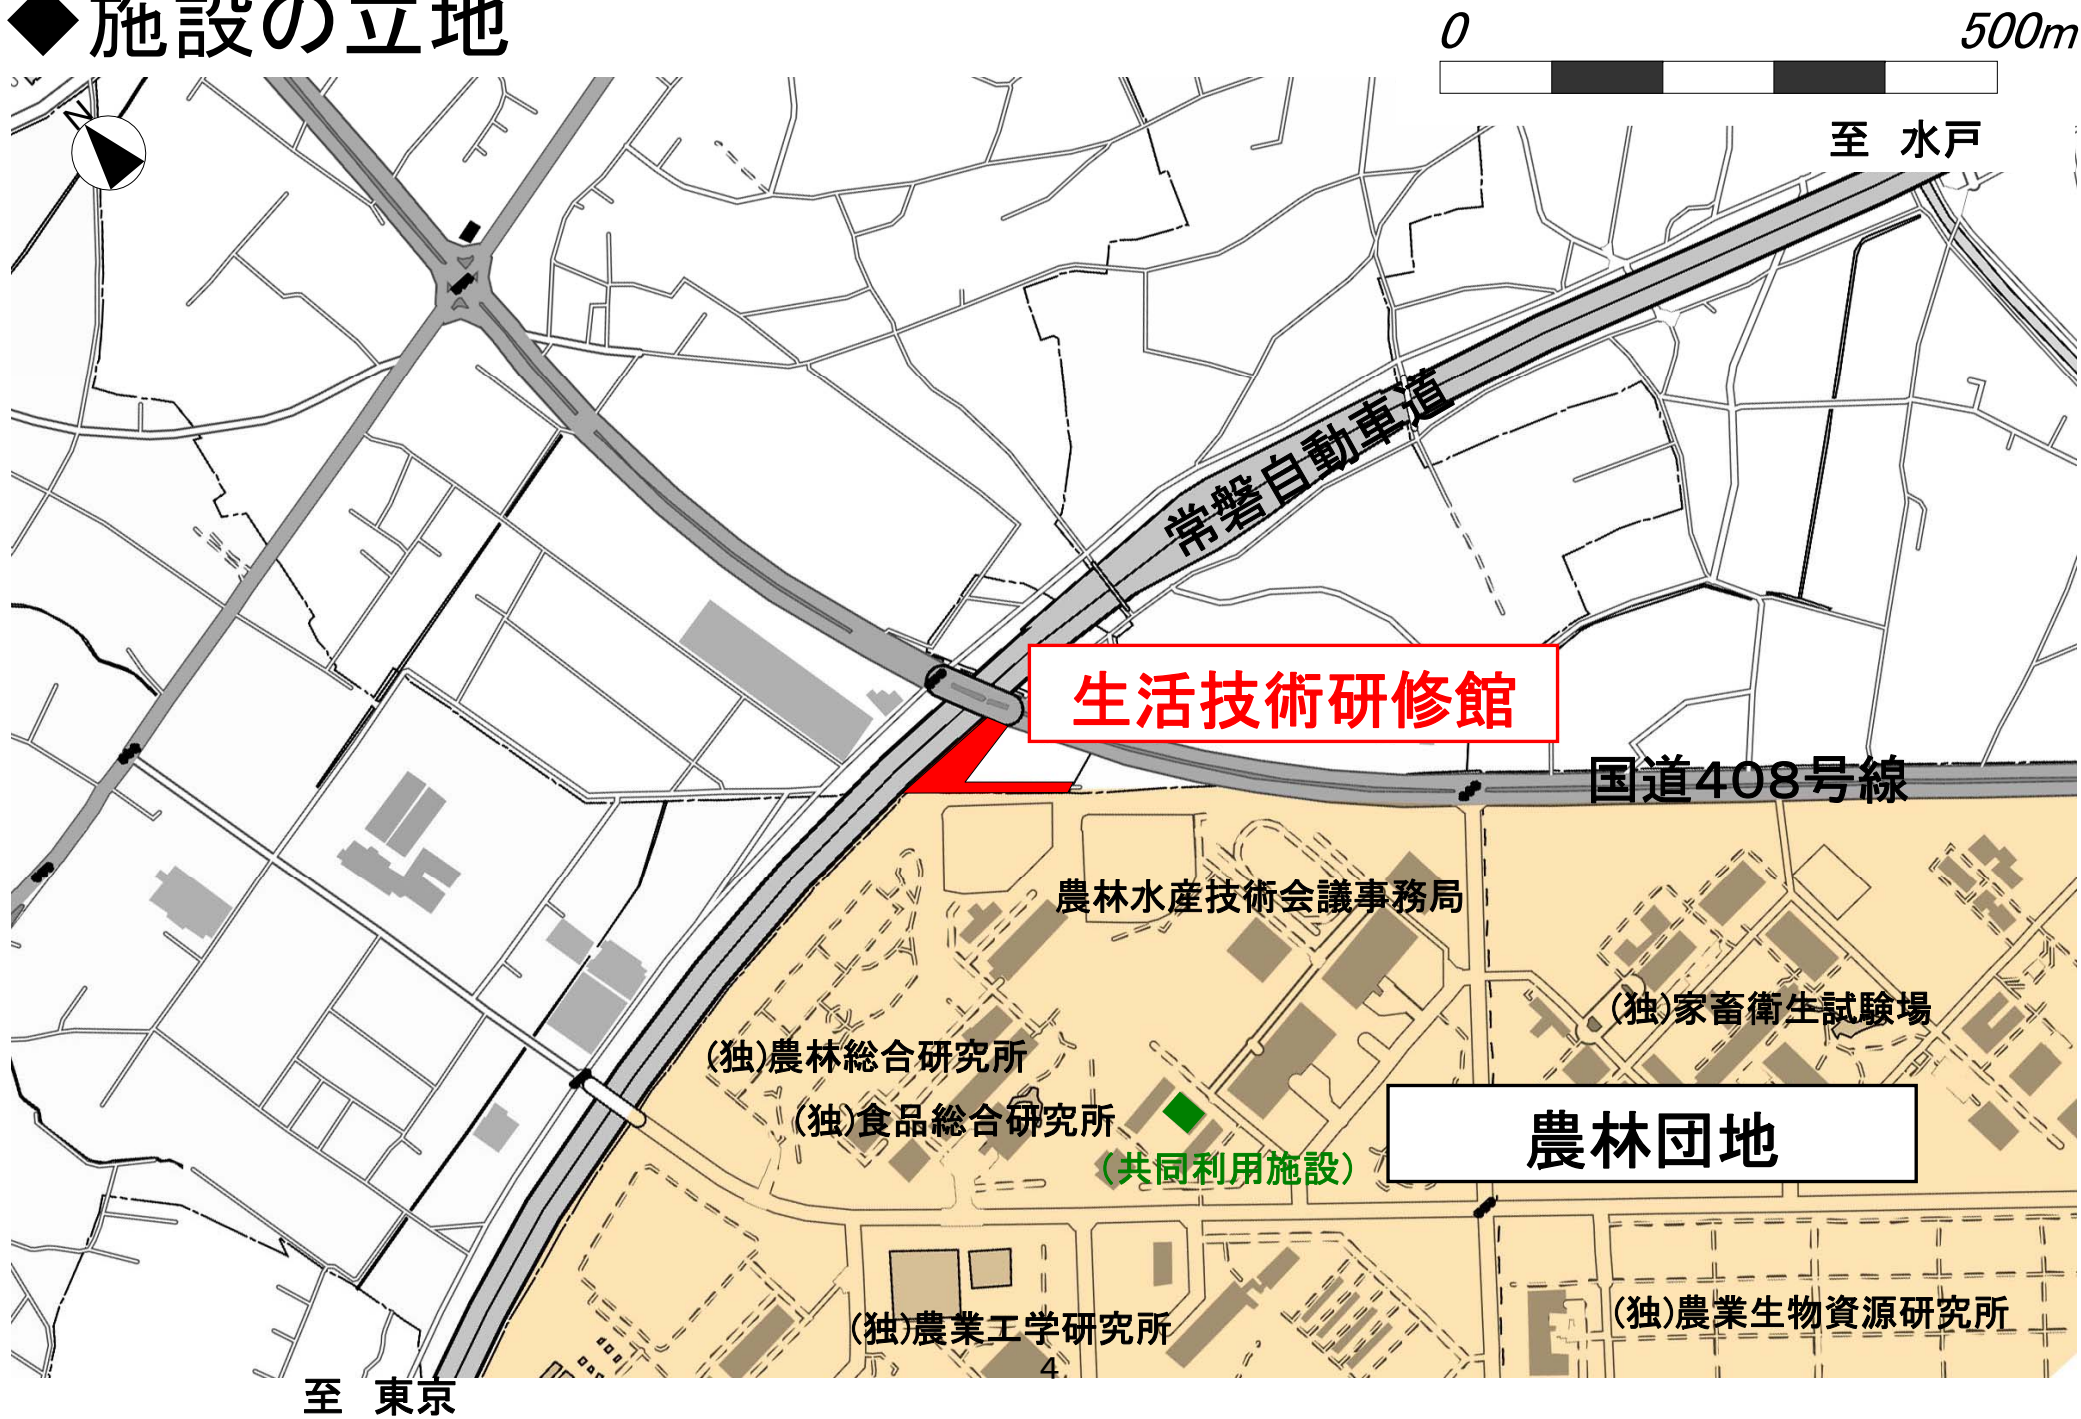 ◆施設の立地
0 500m
N
至 水戸
常磐自動車道
生活技術研修館
国道408号線
農林水産技術会議事務局
(独)家畜衛生試験場
(独)農林総合研究所
(独)食品総合研究所
農林団地
(共同利用施設)
(独)農業生物資源研究所
(独)農業工学研究所
4
至 東京